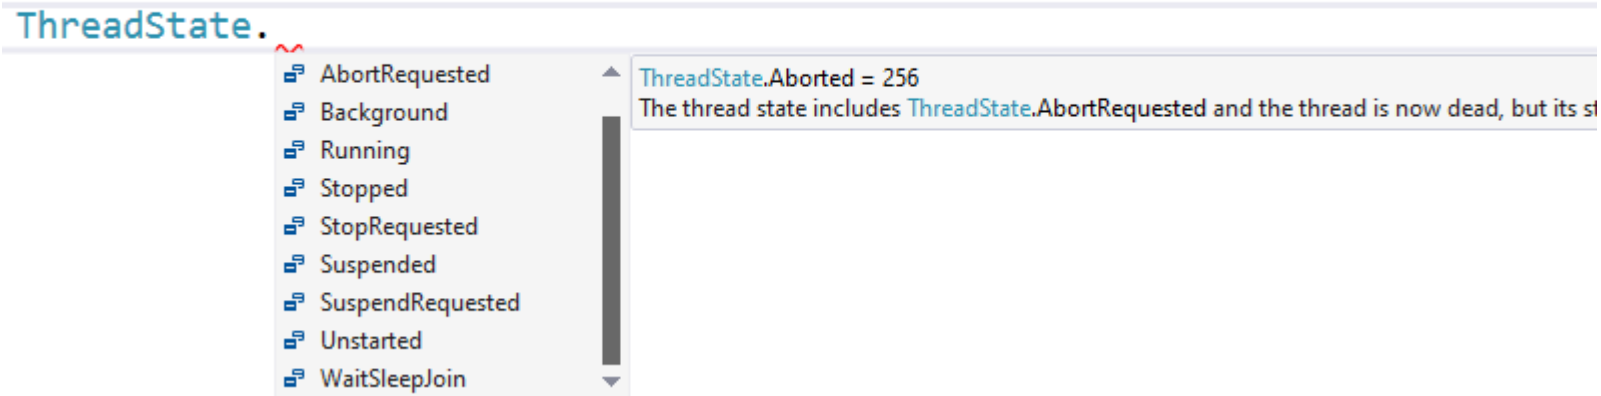 ThreadState.
AbortRequested
Background
Running
Stopped
StopRequested
Suspended
SuspendRequested
Unstarted
WaitSleepJoin
ThreadState.Aborted = 256
The thread state includes ThreadState.AbortRequested and the thread is now dead, but its st